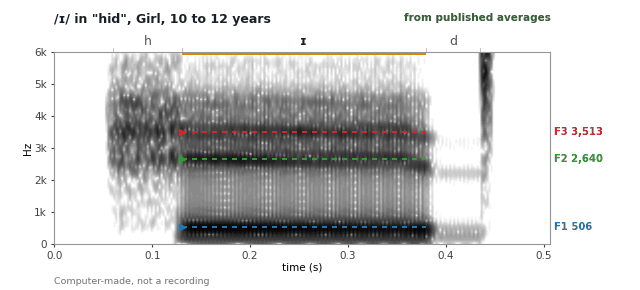 /ɪ/ in "hid", Girl, 10 to 12 years
from published averages
h ɪ d
6k
5k
4k
3k
2k
1k
0
Hz
F3 3,513
F2 2,640
F1 506
0.0 0.1 0.2 0.3 0.4 0.5
time (s)
Computer-made, not a recording